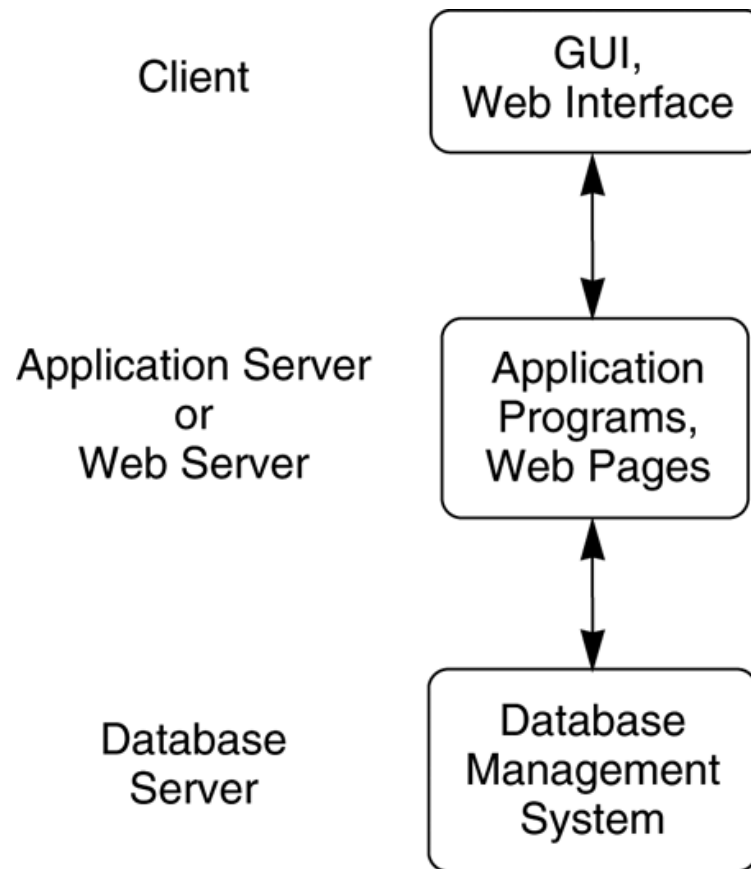 Client
GUI,
Web Interface
Application Server
or
Web Server
Application
Programs,
Web Pages
Database
Server
Database
Management
System